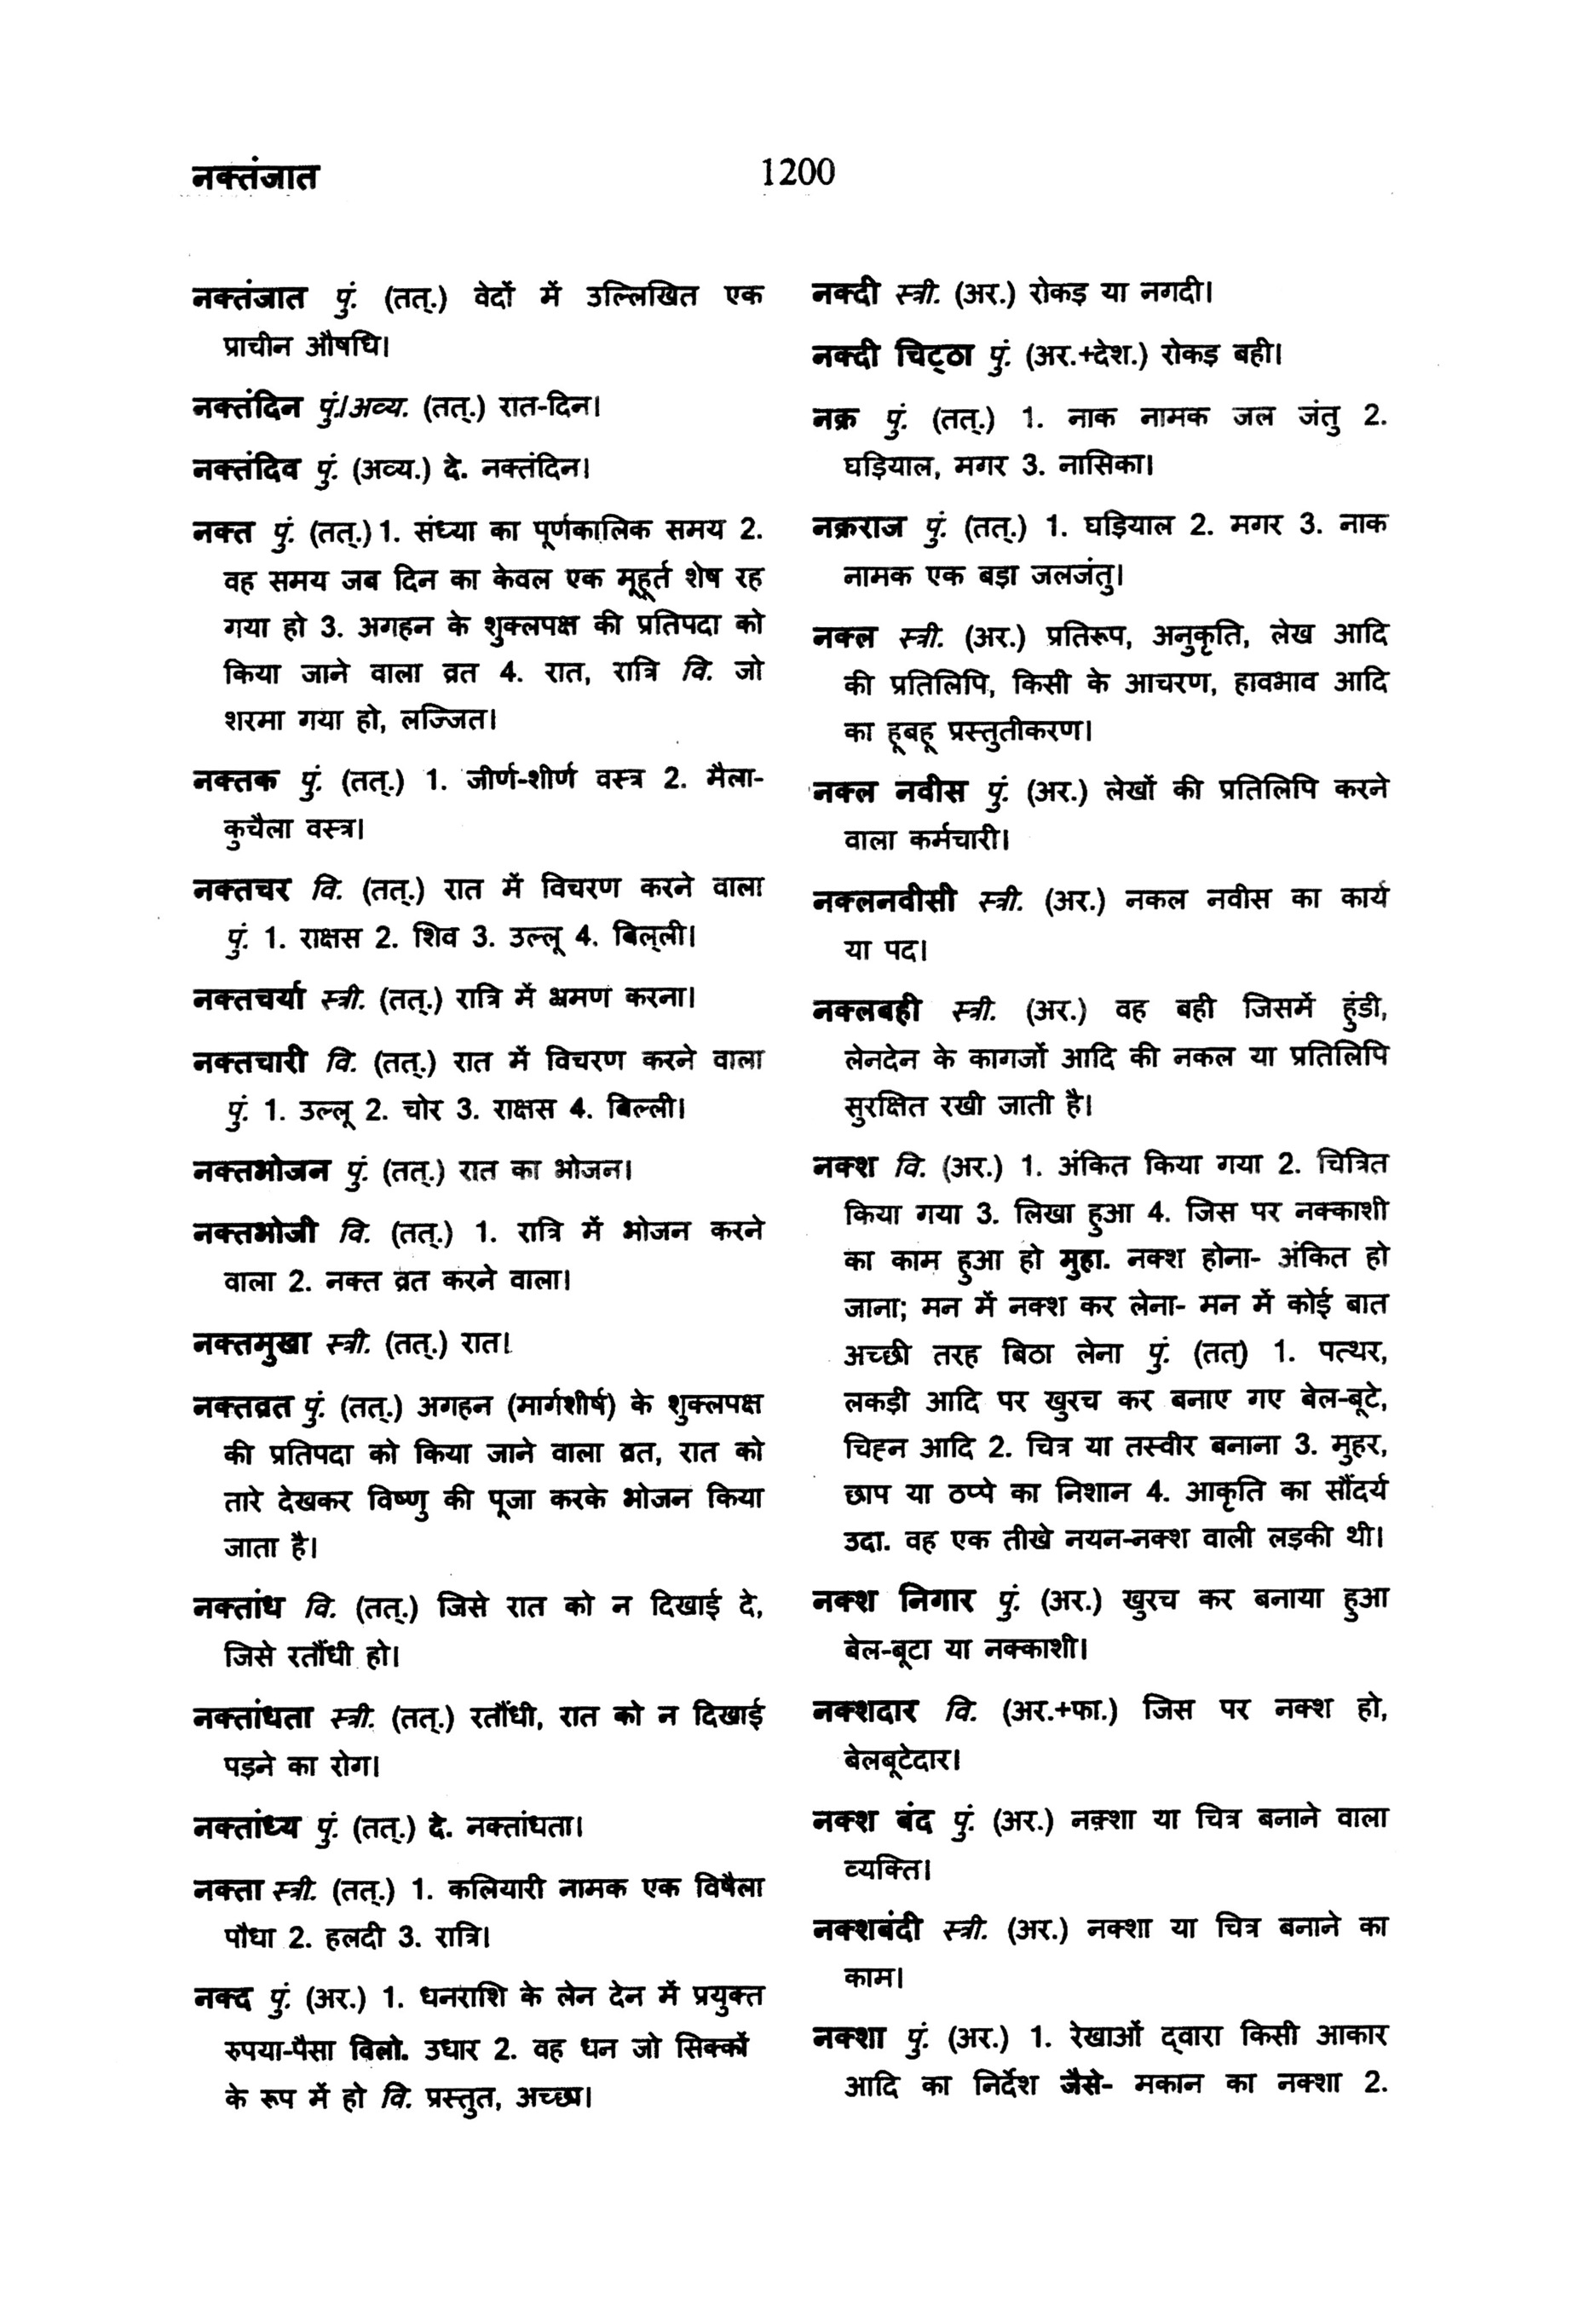 नक्तंजात
1200
नक्तंजात पुं. (तत्.) वेदों में उल्लिखित एक
प्राचीन औषधि।
नक्तंदिन पुं./अव्य. (तत्.) रात-दिन।
नक्तंदिव पुं. (अव्य.) दे. नक्तंदिन।
नक्त पुं. (तत्.) 1. संध्या का पूर्णकालिक समय 2.
वह समय जब दिन का केवल एक मूहूर्त शेष रह
गया हो 3. अगहन के शुक्लपक्ष की प्रतिपदा को
किया जाने वाला व्रत 4. रात, रात्रि वि. जो
शरमा गया हो, लज्जित।
नक्तक पुं. (तत्.) 1. जीर्ण-शीर्ण वस्त्र 2. मैला-
कुचैला वस्त्र।
नक्तचर वि. (तत्.) रात में विचरण करने वाला
पुं. 1. राक्षस 2. शिव 3. उल्लू 4. बिल्ली।
नक्तचर्या स्त्री. (तत्.) रात्रि में भ्रमण करना।
नक्तचारी वि. (तत्.) रात में विचरण करने वाला
पुं. 1. उल्लू 2. चोर 3. राक्षस 4. बिल्ली।
नक्तभोजन पुं. (तत्.) रात का भोजन।
नक्तभोजी वि. (तत्.) 1. रात्रि में भोजन करने
वाला 2. नक्त व्रत करने वाला।
नक्तमुखा स्त्री. (तत्.) रात।
नक्तव्रत पुं. (तत्.) अगहन (मार्गशीर्ष) के शुक्लपक्ष
की प्रतिपदा को किया जाने वाला व्रत, रात को
तारे देखकर विष्णु की पूजा करके भोजन किया
जाता है।
नक्तांध वि. (तत्.) जिसे रात को न दिखाई दे,
जिसे रतौंधी हो।
नक्तांधता स्त्री. (तत्.) रतौंधी, रात को न दिखाई
पड़ने का रोग।
नक्तांध्य पुं. (तत्.) दे. नक्तांधता।
नक्ता स्त्री. (तत्.) 1. कलियारी नामक एक विषैला
पौधा 2. हलदी 3. रात्रि।
नक्द पुं. (अर.) 1. धनराशि के लेन देन में प्रयुक्त
रुपया-पैसा विलो. उधार 2. वह धन जो सिक्कों
के रूप में हो वि. प्रस्तुत, अच्छा।
नक्दी स्त्री. (अर.) रोकड़ या नगदी।
नक्दी चिट्ठा पुं. (अर.+देश.) रोकड़ बही।
नक्र पुं. (तत्.) 1. नाक नामक जल जंतु 2.
घड़ियाल, मगर 3. नासिका।
नक्रराज पुं. (तत्.) 1. घड़ियाल 2. मगर 3. नाक
नामक एक बड़ा जलजंतु।
नक्ल स्त्री. (अर.) प्रतिरूप, अनुकृति, लेख आदि
की प्रतिलिपि, किसी के आचरण, हावभाव आदि
का हूबहू प्रस्तुतीकरण।
नक्ल नवीस पुं. (अर.) लेखों की प्रतिलिपि करने
वाला कर्मचारी।
नक्लनवीसी स्त्री. (अर.) नकल नवीस का कार्य
या पद।
नक्लबही स्त्री. (अर.) वह बही जिसमें हुंडी,
लेनदेन के कागजों आदि की नकल या प्रतिलिपि
सुरक्षित रखी जाती है।
नक्श वि. (अर.) 1. अंकित किया गया 2. चित्रित
किया गया 3. लिखा हुआ 4. जिस पर नक्काशी
का काम हुआ हो मुहा. नक्श होना- अंकित हो
जाना; मन में नक्श कर लेना- मन में कोई बात
अच्छी तरह बिठा लेना पुं. (तत्) 1. पत्थर,
लकड़ी आदि पर खुरच कर बनाए गए बेल-बूटे,
चिह्न आदि 2. चित्र या तस्वीर बनाना 3. मुहर,
छाप या ठप्पे का निशान 4. आकृति का सौंदर्य
उदा. वह एक तीखे नयन-नक्श वाली लड़की थी।
नक्श निगार पुं. (अर.) खुरच कर बनाया हुआ
बेल-बूटा या नक्काशी।
नक्शदार वि. (अर.+फा.) जिस पर नक्श हो,
बेलबूटेदार।
नक्श बंद पुं. (अर.) नक़्शा या चित्र बनाने वाला
व्यक्ति।
नक्शबंदी स्त्री. (अर.) नक्शा या चित्र बनाने का
काम।
नक्शा पुं. (अर.) 1. रेखाओं द्वारा किसी आकार
आदि का निर्देश जैसे- मकान का नक्शा 2.